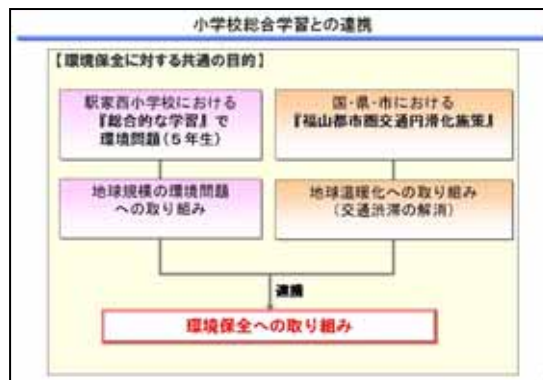 小学校総合学習との連携
【環境保全に対する共通の目的】
駅家西小学校における
『総合的な学習』で
環境問題(5年生)
国・県・市における
『福山都市圏交通円滑化施策』
地球規模の環境問題
への取り組み
地球温暖化への取り組み
(交通渋滞の解消)
連携
環境保全への取り組み